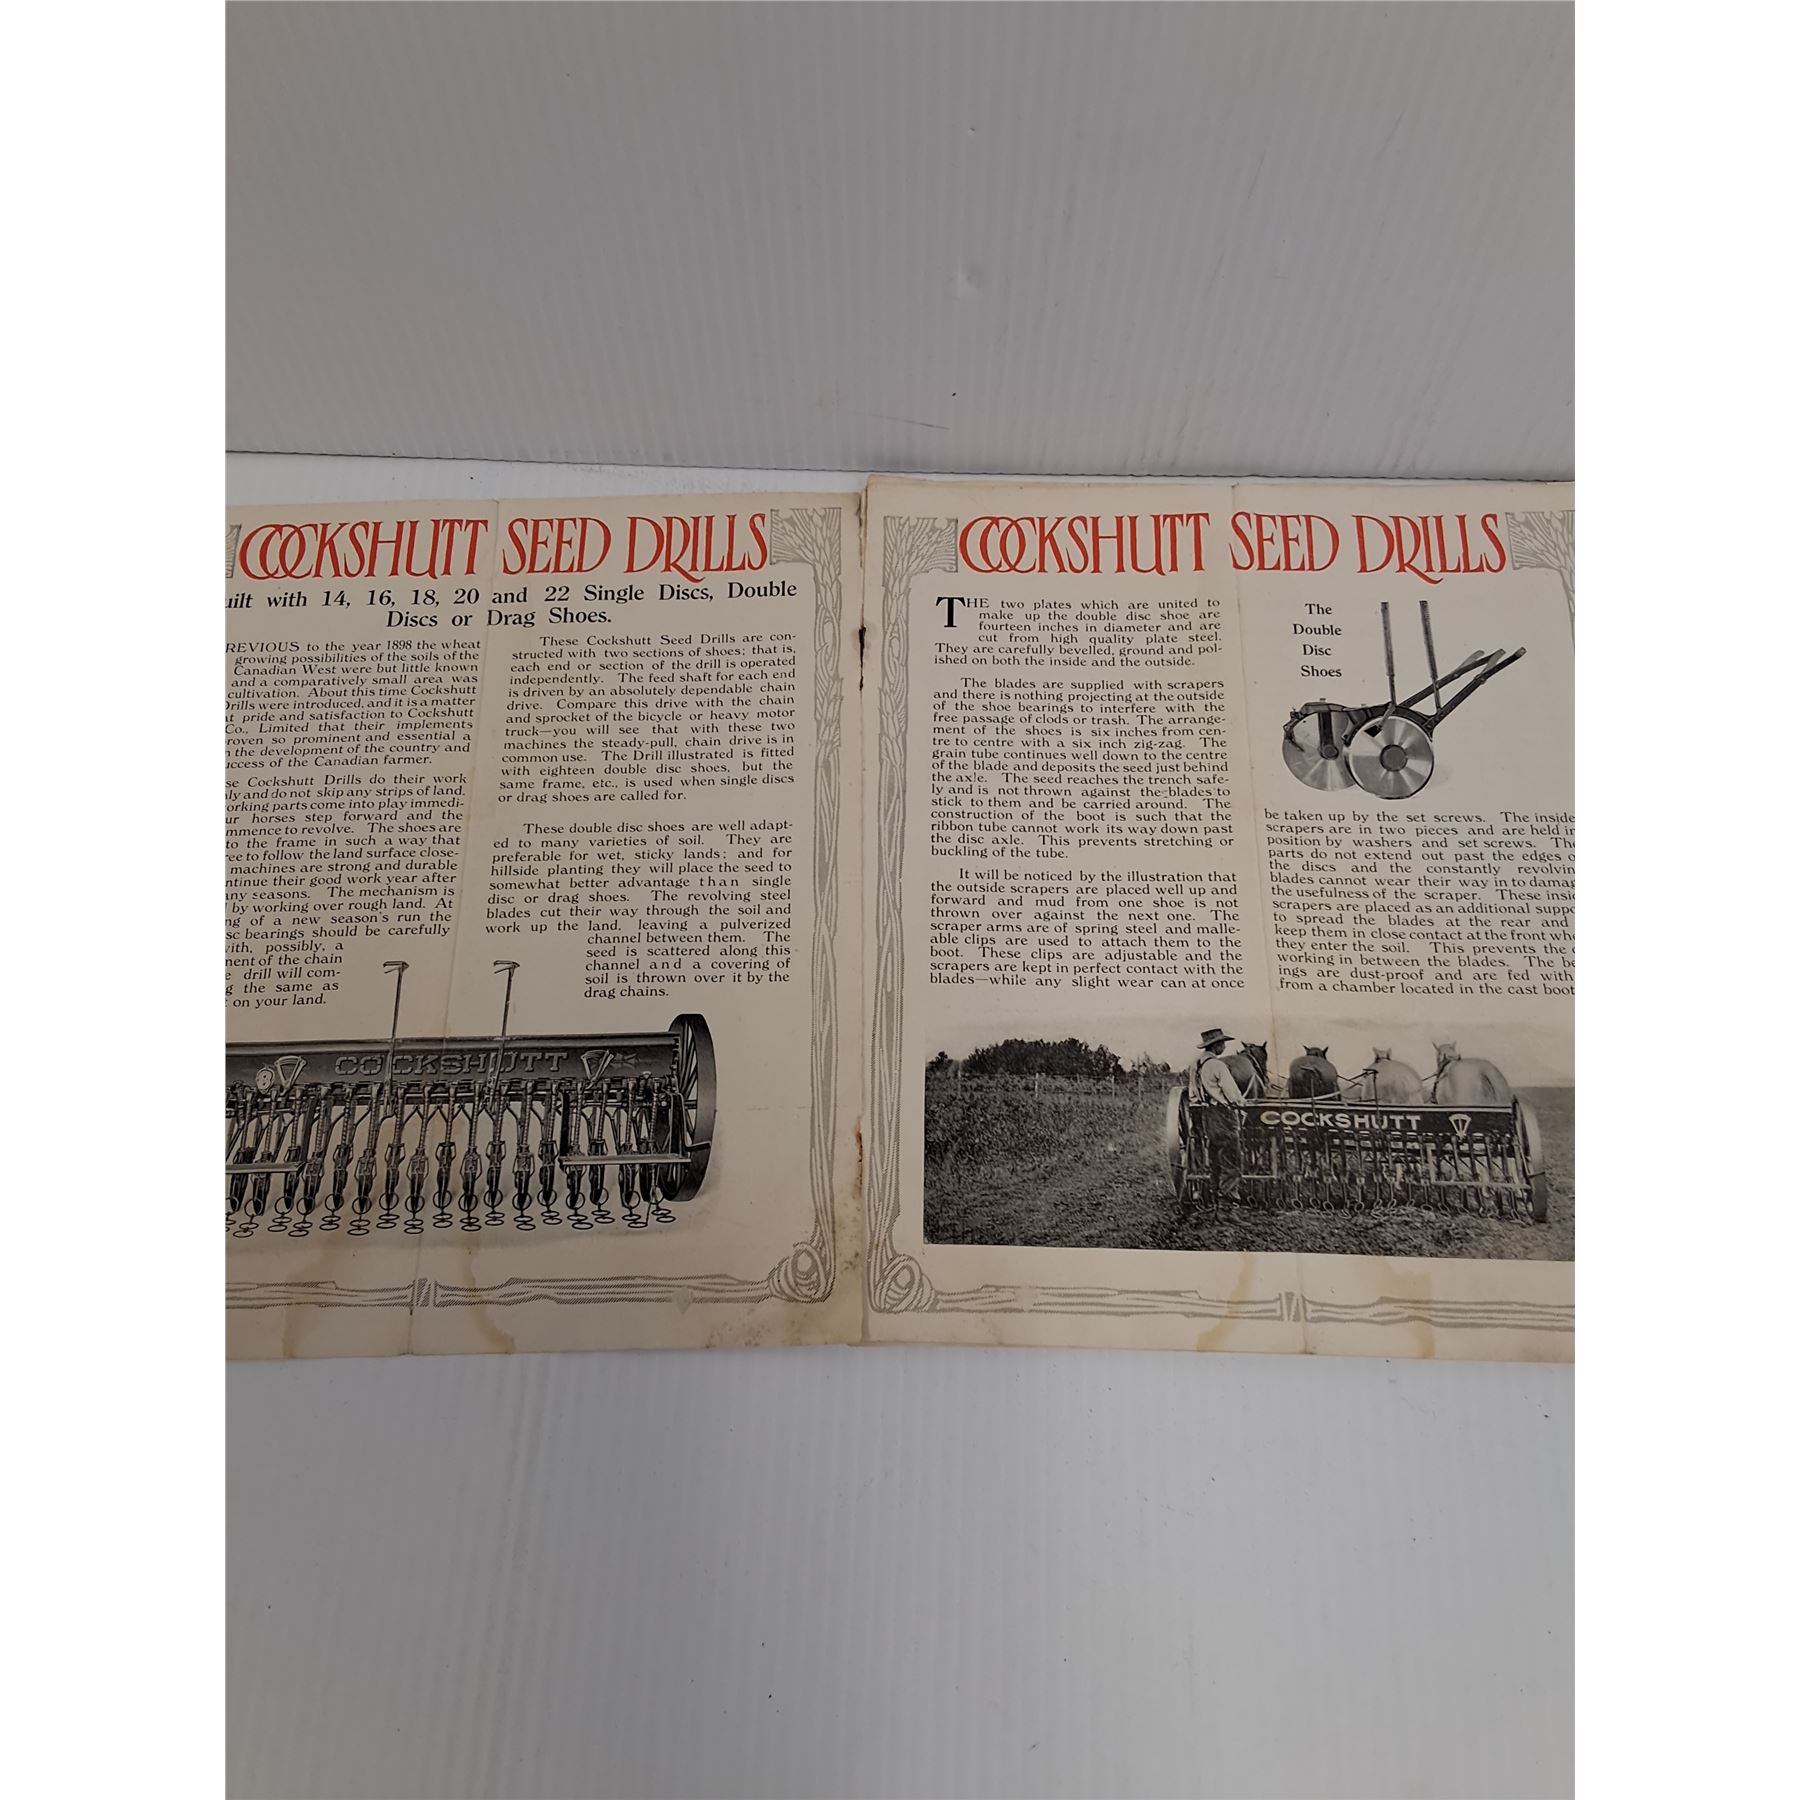 COCKSHUTT SEED DRILLS
with 14, 16, 18, 20 and 22 Single Discs, Double
Discs or Drag Shoes.
to the year 1898 the wheat
growing possibilities of the soils of the
Canadian West were but little known
and a comparatively small area was
cultivation. About this time Cockshutt
were introduced, and it is a matter
pride and satisfaction to Cockshutt
Co., Limited that their implements
so prominent and essential a
the development of the country and
of the Canadian farmer.
Cockshutt Drills do their work
and do not skip any strips of land.
parts come into play immedi-
horses step forward and the
to revolve. The shoes are
to the frame in such a way that
to follow the land surface close-
machines are strong and durable
their good work year after
seasons. The mechanism is
by working over rough land. At
of a new season's run the
bearings should be carefully
possibly, a
of the chain
drill will com-
the same as
on your land.
These Cockshutt Seed Drills are con-
structed with two sections of shoes; that is,
each end or section of the drill is operated
independently. The feed shaft for each end
is driven by an absolutely dependable chain
drive. Compare this drive with the chain
and sprocket of the bicycle or heavy motor
truck—you will see that with these two
machines the steady-pull, chain drive is in
common use. The Drill illustrated is fitted
with eighteen double disc shoes, but the
same frame, etc., is used when single discs
or drag shoes are called for.
These double disc shoes are well adapt-
ed to many varieties of soil. They are
preferable for wet, sticky lands; and for
hillside planting they will place the seed to
somewhat better advantage than single
disc or drag shoes. The revolving steel
blades cut their way through the soil and
work up the land, leaving a pulverized
channel between them. The
seed is scattered along this
channel and a covering of
soil is thrown over it by the
drag chains.
COCKSHUTT
COCKSHUTT SEED DRILLS
THE two plates which are united to
make up the double disc shoe are
fourteen inches in diameter and are
cut from high quality plate steel.
They are carefully bevelled, ground and pol-
ished on both the inside and the outside.
The blades are supplied with scrapers
and there is nothing projecting at the outside
of the shoe bearings to interfere with the
free passage of clods or trash. The arrange-
ment of the shoes is six inches from cen-
tre to centre with a six inch zig-zag. The
grain tube continues well down to the centre
of the blade and deposits the seed just behind
the axle. The seed reaches the trench safe-
ly and is not thrown against the blades to
stick to them and be carried around. The
construction of the boot is such that the
ribbon tube cannot work its way down past
the disc axle. This prevents stretching or
buckling of the tube.
It will be noticed by the illustration that
the outside scrapers are placed well up and
forward and mud from one shoe is not
thrown over against the next one. The
scraper arms are of spring steel and malle-
able clips are used to attach them to the
boot. These clips are adjustable and the
scrapers are kept in perfect contact with the
blades—while any slight wear can at once
The
Double
Disc
Shoes
be taken up by the set screws. The inside
scrapers are in two pieces and are held in
position by washers and set screws.
parts do not extend out past the edges
the discs and the constantly
blades cannot wear their way in to
the usefulness of the scraper. These
scrapers are placed as an additional
to spread the blades at the rear and
keep them in close contact at the front
they enter the soil. This prevents the
working in between the blades. The
ings are dust-proof and are fed with
from a chamber located in the cast boot
COCKSHUTT